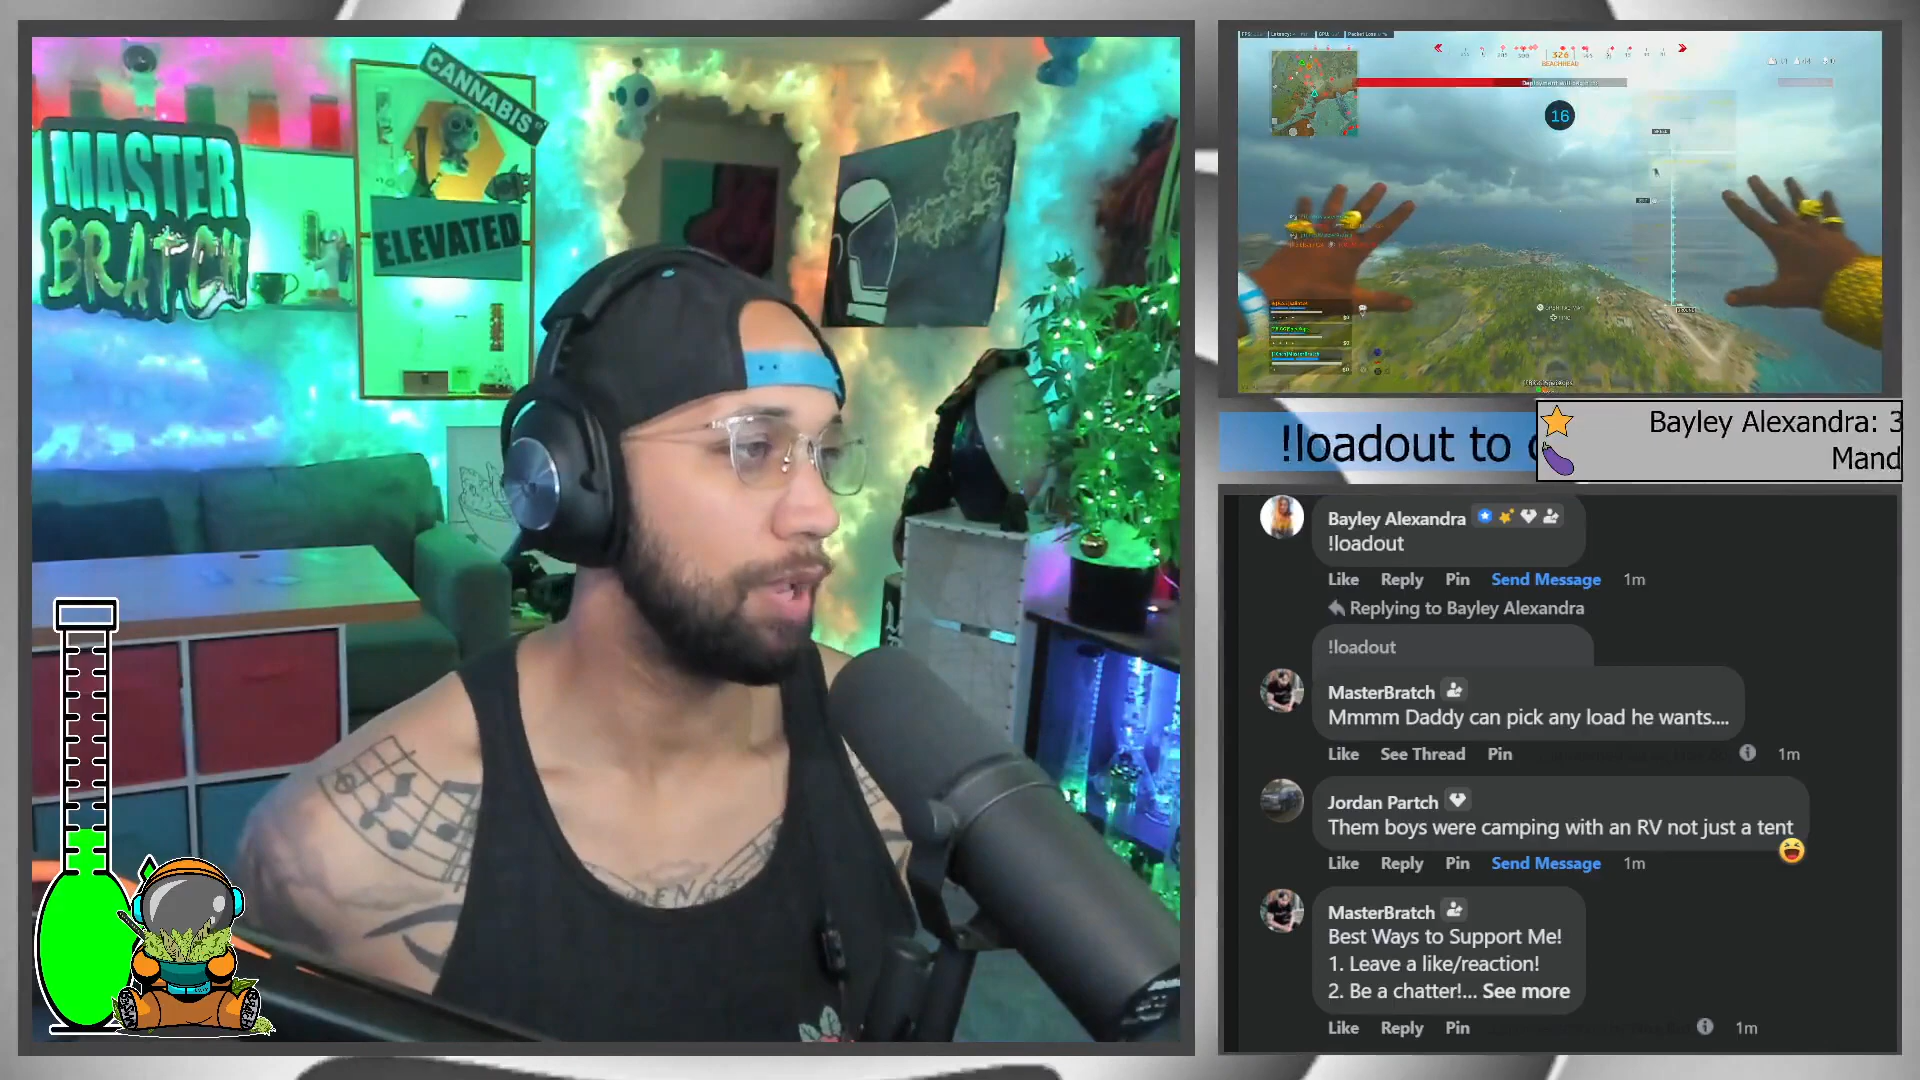 CANNABIS
MASTER
BRATCH
ELEVATED
326
BEACHHEAD
16
!loadout to
Bayley Alexandra: 3
Mand
Bayley Alexandra
!loadout
Like Reply Pin Send Message 1m
Replying to Bayley Alexandra
!loadout
MasterBratch
Mmmm Daddy can pick any load he wants....
Like See Thread Pin 1m
Jordan Partch
Them boys were camping with an RV not just a tent
Like Reply Pin Send Message 1m
MasterBratch
Best Ways to Support Me!
1. Leave a like/reaction!
2. Be a chatter!... See more
Like Reply Pin 1m